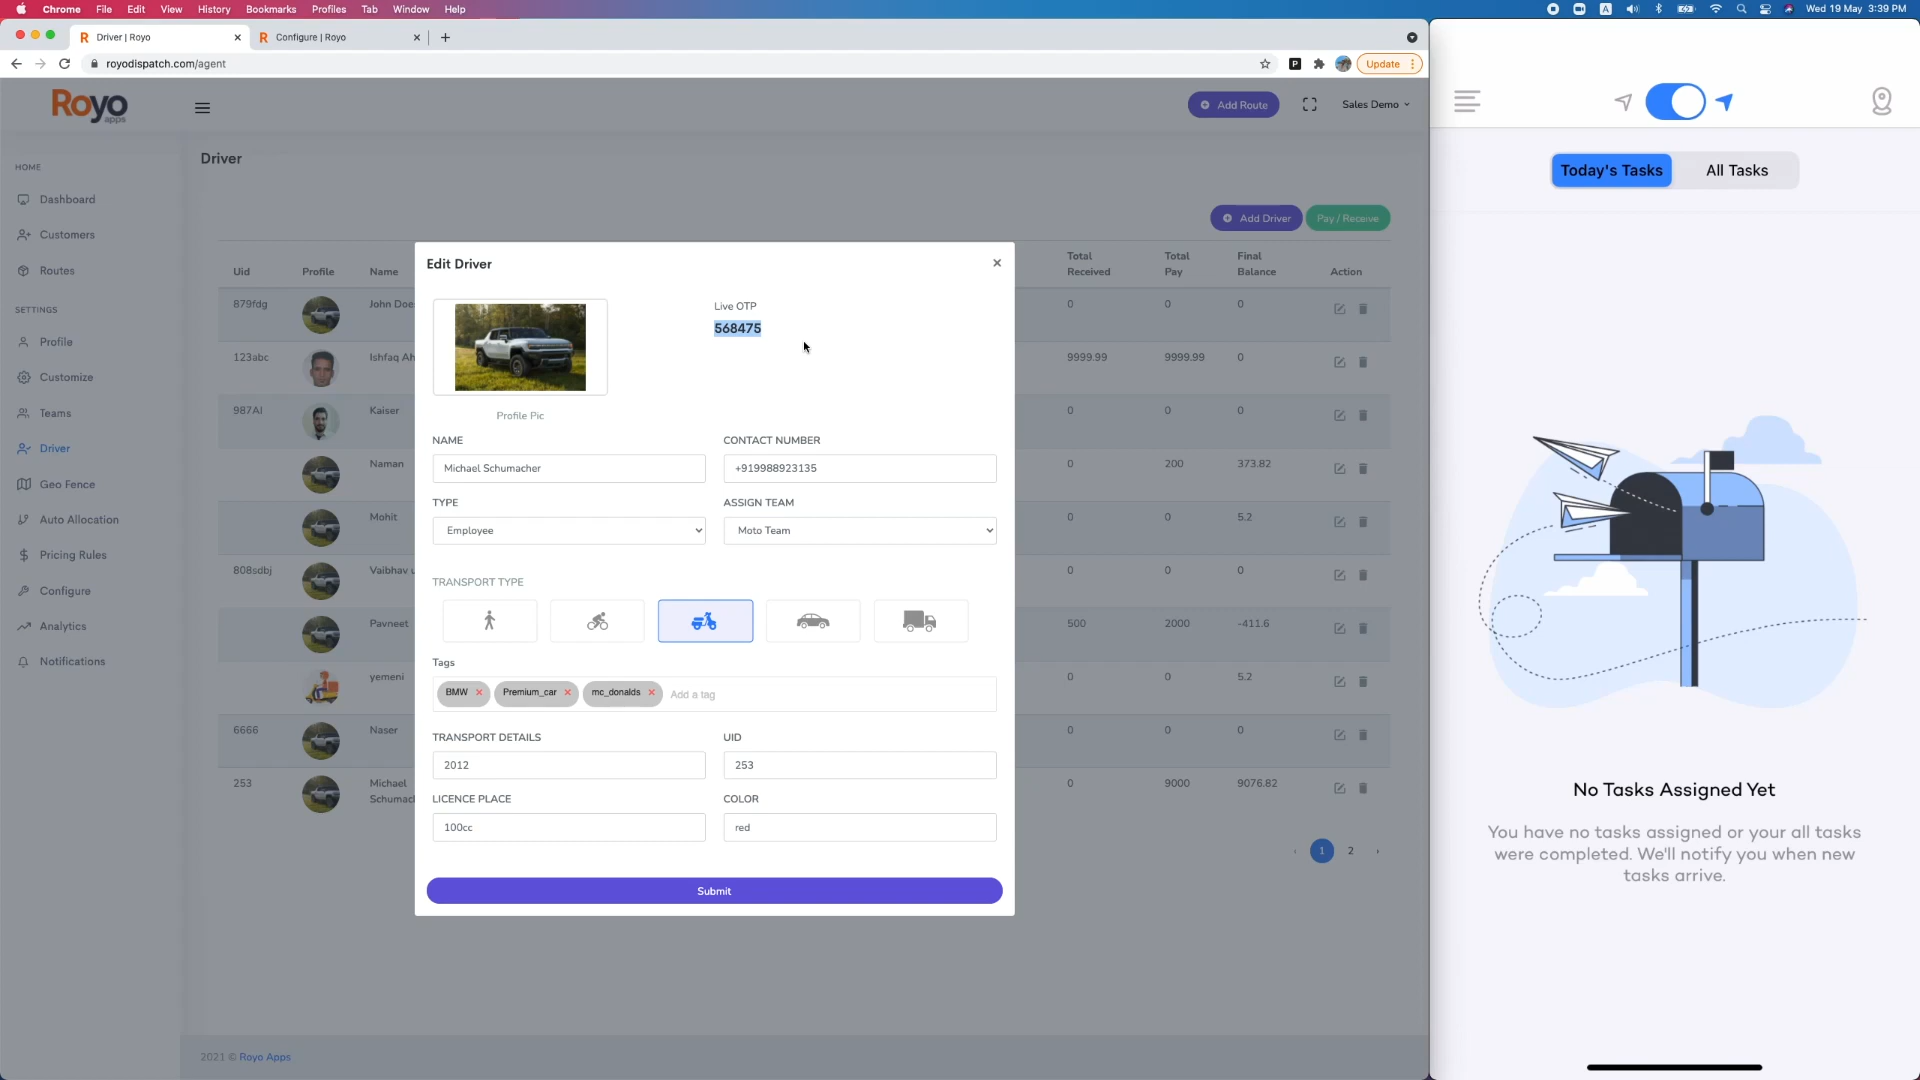 Chrome File Edit View History Bookmarks Profiles Tab Window Help
A
Wed 19 May 3:39 PM
R Driver | Royo
R Configure | Royo
royodispatch.com/agent
P
Update
Royo
apps
Add Route
Sales Demo
HOME
Dashboard
Customers
Routes
SETTINGS
Profile
Customize
Teams
Driver
Geo Fence
Auto Allocation
Pricing Rules
Configure
Analytics
Notifications
Driver
Add Driver
Pay / Receive
Uid Profile Name Total Received Total Pay Final Balance Action
879fdg John Doe 0 0 0
123abc Ishfaq Ah 9999.99 9999.99 0
987AI Kaiser 0 0 0
Naman 0 200 373.82
Mohit 0 0 5.2
808sdbj Vaibhav u 0 0 0
Pavneet 500 2000 -411.6
yemeni 0 0 5.2
6666 Naser 0 0 0
253 Michael Schumac 0 9000 9076.82
1 2
Edit Driver
Live OTP
568475
Profile Pic
NAME
Michael Schumacher
CONTACT NUMBER
+919988923135
TYPE
Employee
ASSIGN TEAM
Moto Team
TRANSPORT TYPE
Tags
BMW Premium_car mc_donalds Add a tag
TRANSPORT DETAILS
2012
UID
253
LICENCE PLACE
100cc
COLOR
red
Submit
2021 © Royo Apps
Today's Tasks
All Tasks
No Tasks Assigned Yet
You have no tasks assigned or your all tasks
were completed. We'll notify you when new
tasks arrive.